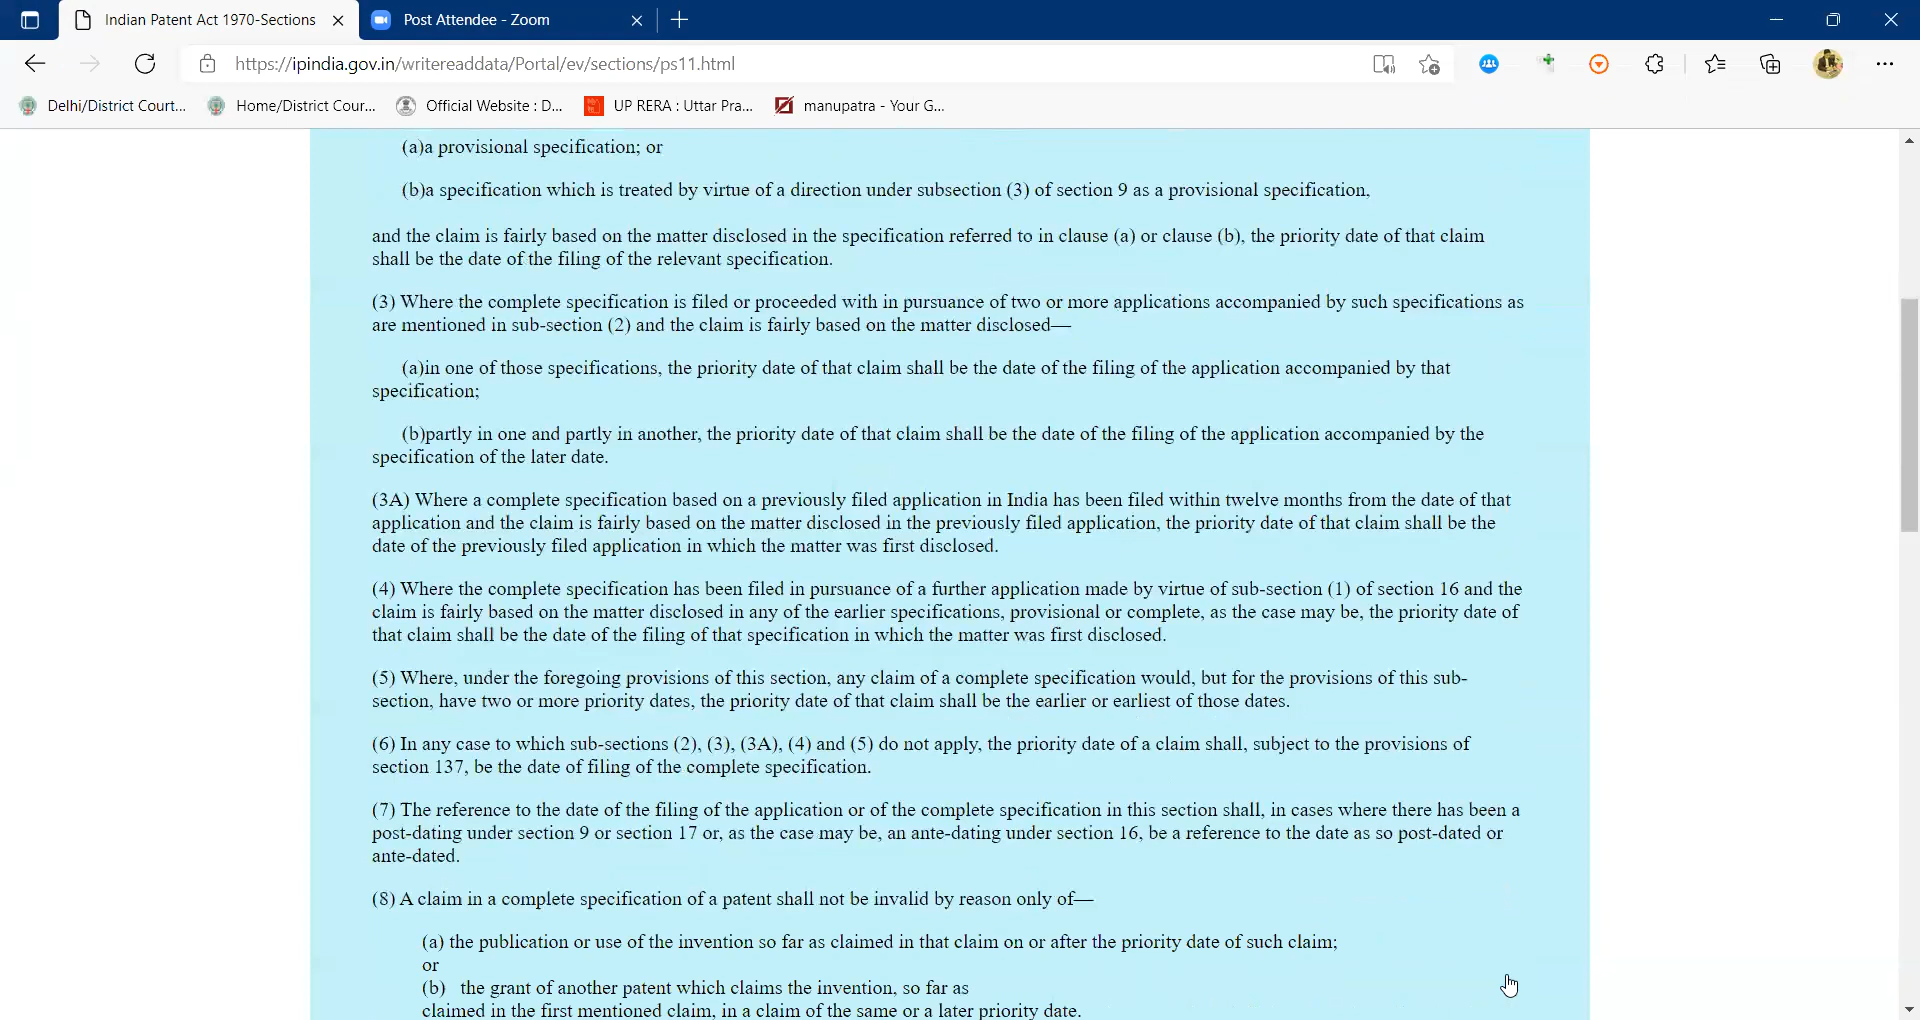 Indian Patent Act 1970-Sections
Post Attendee - Zoom
https://ipindia.gov.in/writereaddata/Portal/ev/sections/ps11.html
Delhi/District Court...
Home/District Cour...
Official Website : D...
UP RERA : Uttar Pra...
manupatra - Your G...
(a)a provisional specification; or
(b)a specification which is treated by virtue of a direction under subsection (3) of section 9 as a provisional specification,
and the claim is fairly based on the matter disclosed in the specification referred to in clause (a) or clause (b), the priority date of that claim
shall be the date of the filing of the relevant specification.
(3) Where the complete specification is filed or proceeded with in pursuance of two or more applications accompanied by such specifications as
are mentioned in sub-section (2) and the claim is fairly based on the matter disclosed—
(a)in one of those specifications, the priority date of that claim shall be the date of the filing of the application accompanied by that
specification;
(b)partly in one and partly in another, the priority date of that claim shall be the date of the filing of the application accompanied by the
specification of the later date.
(3A) Where a complete specification based on a previously filed application in India has been filed within twelve months from the date of that
application and the claim is fairly based on the matter disclosed in the previously filed application, the priority date of that claim shall be the
date of the previously filed application in which the matter was first disclosed.
(4) Where the complete specification has been filed in pursuance of a further application made by virtue of sub-section (1) of section 16 and the
claim is fairly based on the matter disclosed in any of the earlier specifications, provisional or complete, as the case may be, the priority date of
that claim shall be the date of the filing of that specification in which the matter was first disclosed.
(5) Where, under the foregoing provisions of this section, any claim of a complete specification would, but for the provisions of this sub-
section, have two or more priority dates, the priority date of that claim shall be the earlier or earliest of those dates.
(6) In any case to which sub-sections (2), (3), (3A), (4) and (5) do not apply, the priority date of a claim shall, subject to the provisions of
section 137, be the date of filing of the complete specification.
(7) The reference to the date of the filing of the application or of the complete specification in this section shall, in cases where there has been a
post-dating under section 9 or section 17 or, as the case may be, an ante-dating under section 16, be a reference to the date as so post-dated or
ante-dated.
(8) A claim in a complete specification of a patent shall not be invalid by reason only of—
(a) the publication or use of the invention so far as claimed in that claim on or after the priority date of such claim;
or
(b) the grant of another patent which claims the invention, so far as
claimed in the first mentioned claim, in a claim of the same or a later priority date.